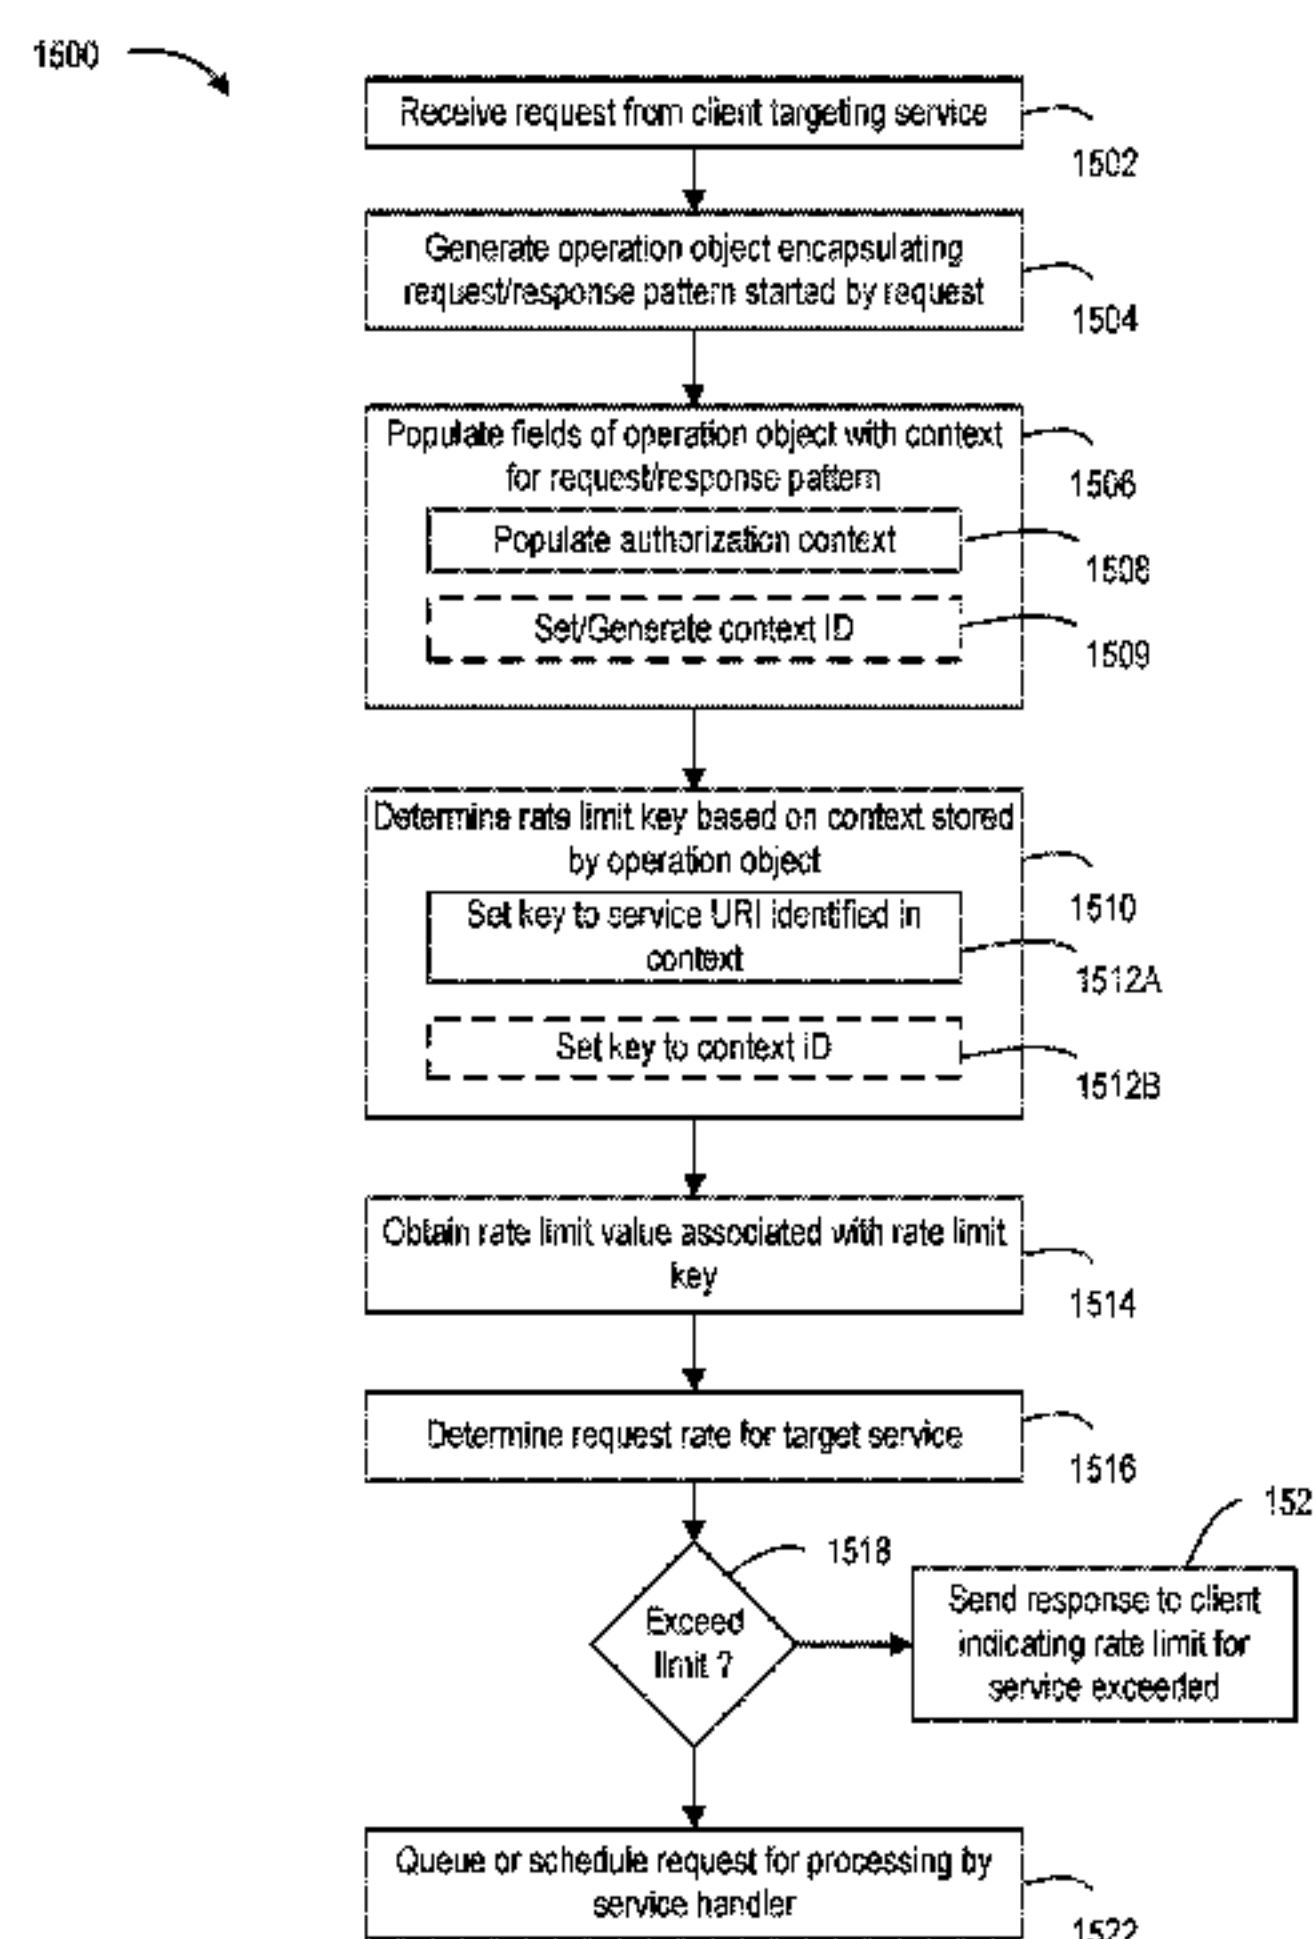 1500
Receive request from client targeting service
1502
Generate operation object encapsulating
request/response pattern started by request
1504
Populate fields of operation object with context
for request/response pattern
1506
Populate authorization context
1508
Set/Generate context ID
1509
Determine rate limit key based on context stored
by operation object
1510
Set key to service URI identified in
context
1512A
Set key to context ID
1512B
Obtain rate limit value associated with rate limit
key
1514
Determine request rate for target service
1516
152
1518
Exceed
limit ?
Send response to client
indicating rate limit for
service exceeded
Queue or schedule request for processing by
service handler
1522